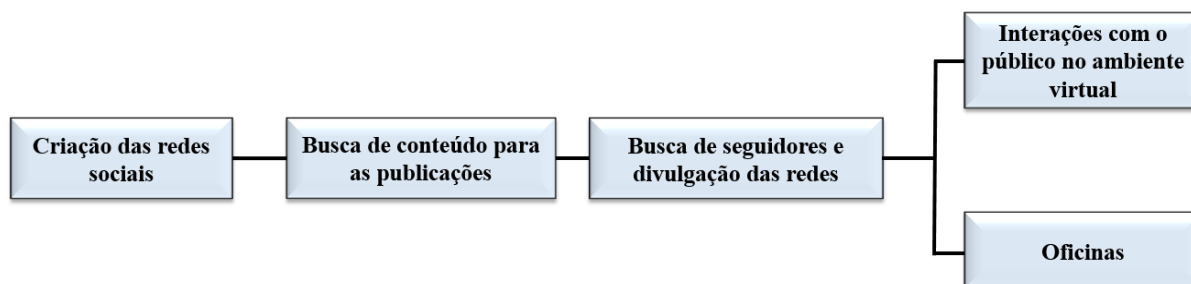 Criação das redes
sociais
Busca de conteúdo para
as publicações
Busca de seguidores e
divulgação das redes
Interações com o
público no ambiente
virtual
Oficinas